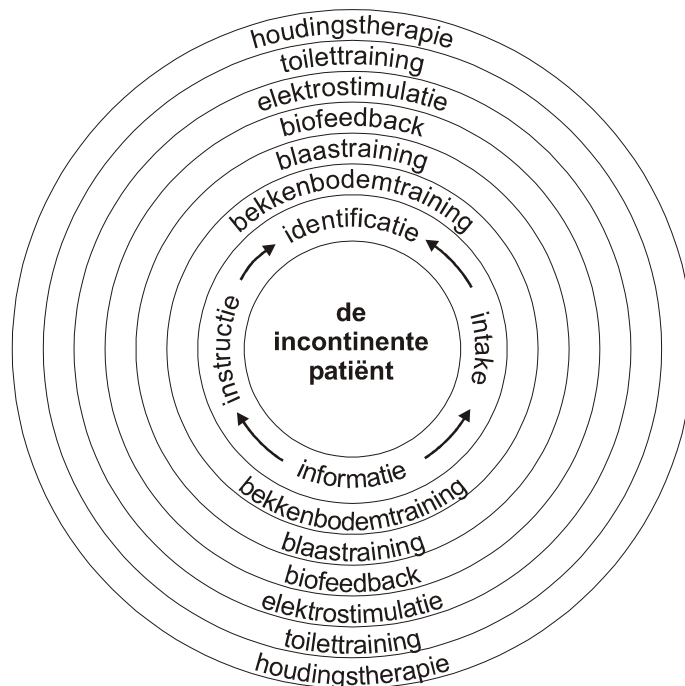 houdingstherapie
toilettraining
elektrostimulatie
biofeedback
blaastraining
bekkenbodemtraining
identificatie
instructie
intake
de
incontinente
patiënt
informatie
bekkenbodemtraining
blaastraining
biofeedback
elektrostimulatie
toilettraining
houdingstherapie